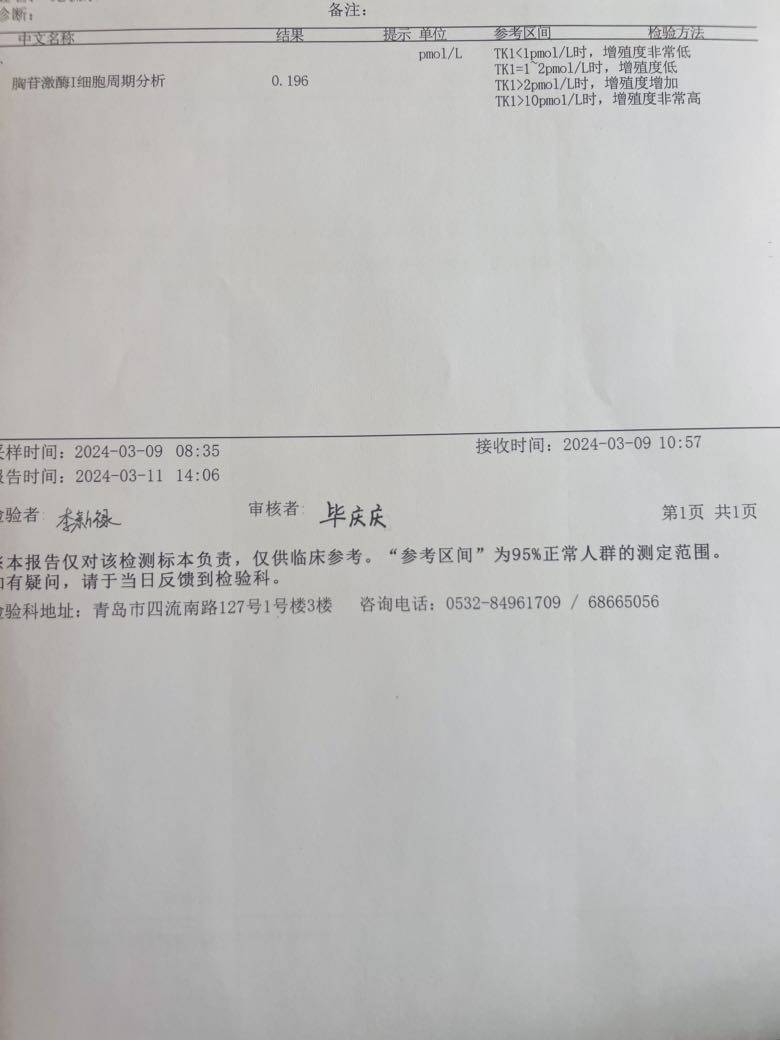 诊断: 备注:
中文名称 结果 提示 单位 参考区间 检验方法
胸苷激酶I细胞周期分析 0.196 pmol/L TK1<1pmol/L时，增殖度非常低
TK1=1~2pmol/L时，增殖度低
TK1>2pmol/L时，增殖度增加
TK1>10pmol/L时，增殖度非常高
采样时间: 2024-03-09 08:35 接收时间: 2024-03-09 10:57
报告时间: 2024-03-11 14:06
检验者: 审核者: 毕庆庆 第1页 共1页
本报告仅对该检测标本负责，仅供临床参考。“参考区间”为95%正常人群的测定范围。
如有疑问，请于当日反馈到检验科。
检验科地址: 青岛市四流南路127号1号楼3楼 咨询电话: 0532-84961709 / 68665056